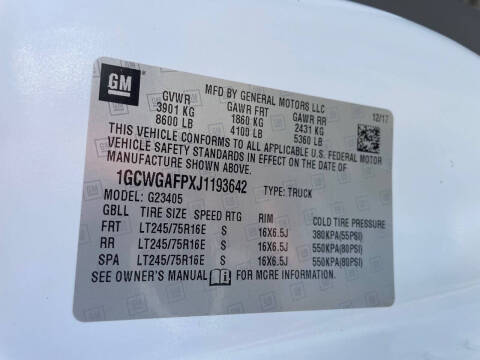 GM
MFD BY GENERAL MOTORS LLC
12/17
GVWR GAWR FRT GAWR RR
3901 KG 1860 KG 2431 KG
8600 LB 4100 LB 5360 LB
THIS VEHICLE CONFORMS TO ALL APPLICABLE U.S. FEDERAL MOTOR
VEHICLE SAFETY STANDARDS IN EFFECT ON THE DATE OF
MANUFACTURE SHOWN ABOVE.
1GCWGAFPXJ1193642 TYPE: TRUCK
MODEL: G23405
GBLL TIRE SIZE SPEED RTG RIM COLD TIRE PRESSURE
FRT LT245/75R16E S 16X6.5J 380KPA(55PSI)
RR LT245/75R16E S 16X6.5J 550KPA(80PSI)
SPA LT245/75R16E S 16X6.5J 550KPA(80PSI)
SEE OWNER'S MANUAL FOR MORE INFORMATION.